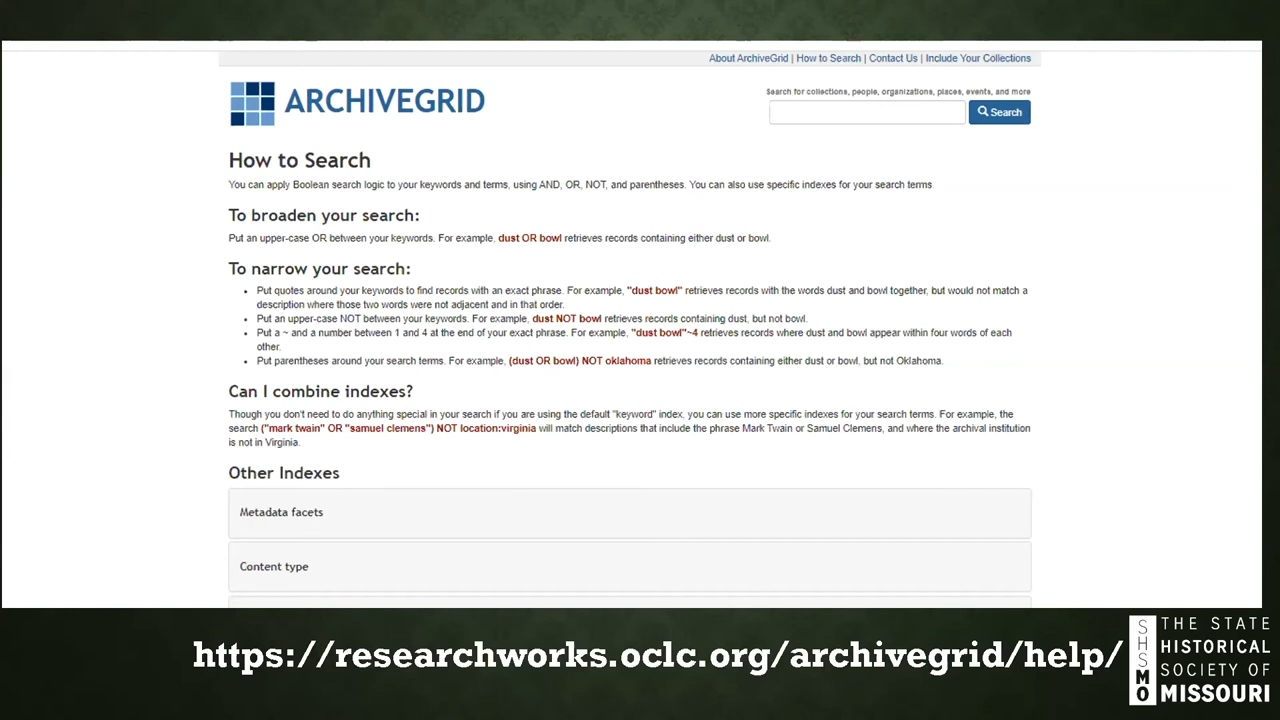 About ArchiveGrid | How to Search | Contact Us | Include Your Collections
ARCHIVEGRID
Search for collections, people, organizations, places, events, and more
Search
How to Search
You can apply Boolean search logic to your keywords and terms, using AND, OR, NOT, and parentheses. You can also use specific indexes for your search terms.
To broaden your search:
Put an upper-case OR between your keywords. For example, dust OR bowl retrieves records containing either dust or bowl.
To narrow your search:
• Put quotes around your keywords to find records with an exact phrase. For example, "dust bowl" retrieves records with the words dust and bowl together, but would not match a
description where those two words were not adjacent and in that order.
• Put an upper-case NOT between your keywords. For example, dust NOT bowl retrieves records containing dust, but not bowl.
• Put a ~ and a number between 1 and 4 at the end of your exact phrase. For example, "dust bowl"~4 retrieves records where dust and bowl appear within four words of each
other.
• Put parentheses around your search terms. For example, (dust OR bowl) NOT oklahoma retrieves records containing either dust or bowl, but not Oklahoma.
Can I combine indexes?
Though you don't need to do anything special in your search if you are using the default "keyword" index, you can use more specific indexes for your search terms. For example, the
search ("mark twain" OR "samuel clemens") NOT location:virginia will match descriptions that include the phrase Mark Twain or Samuel Clemens, and where the archival institution
is not in Virginia.
Other Indexes
Metadata facets
Content type
https://researchworks.oclc.org/archivegrid/help/
SHSMO
THE STATE
HISTORICAL
SOCIETY OF
MISSOURI